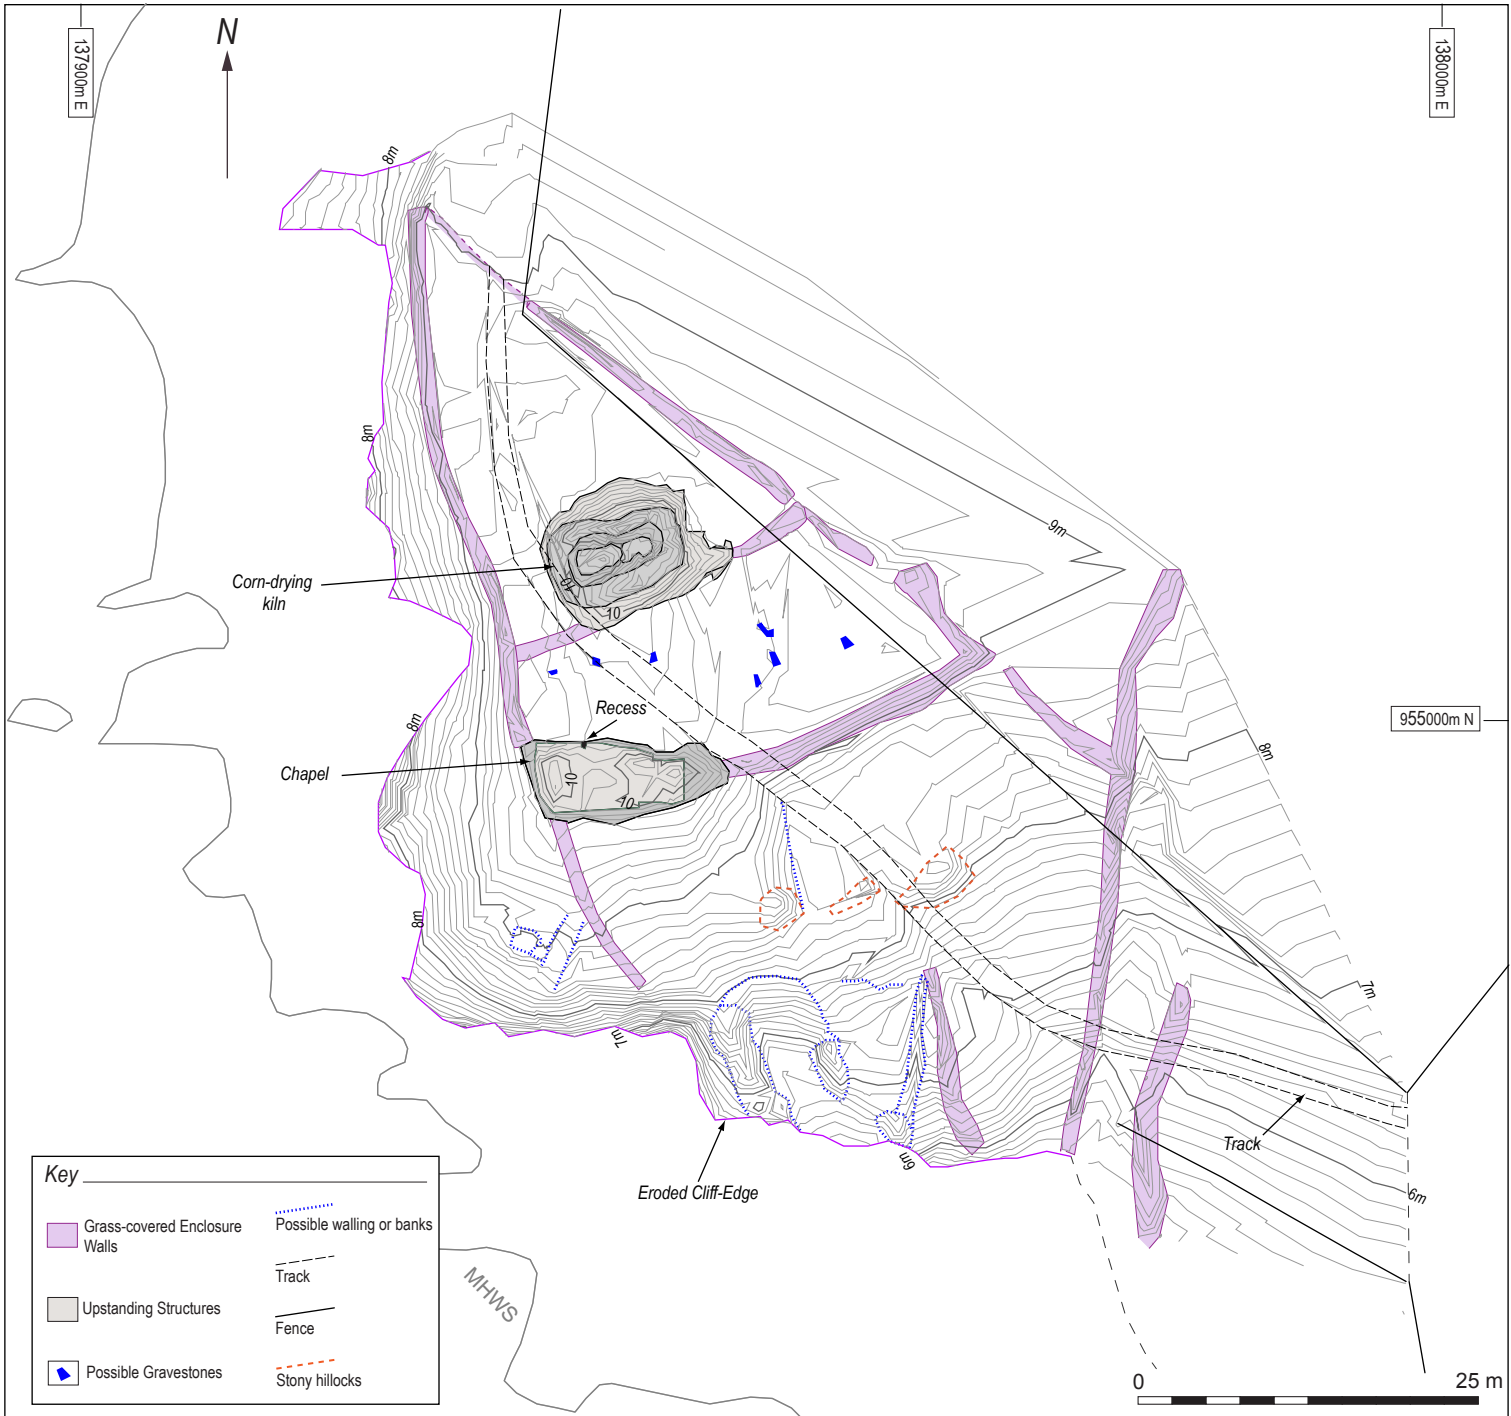 137900m E
N
138000m E
8m
8m
9m
Corn-drying
kiln
10
10
Recess
955000m N
8m
8m
Chapel
10
10
8m
7m
7m
Track
6m
6m
Eroded Cliff-Edge
MHWS
Key
Grass-covered Enclosure
Walls
Upstanding Structures
Possible Gravestones
Possible walling or banks
Track
Fence
Stony hillocks
0
25 m